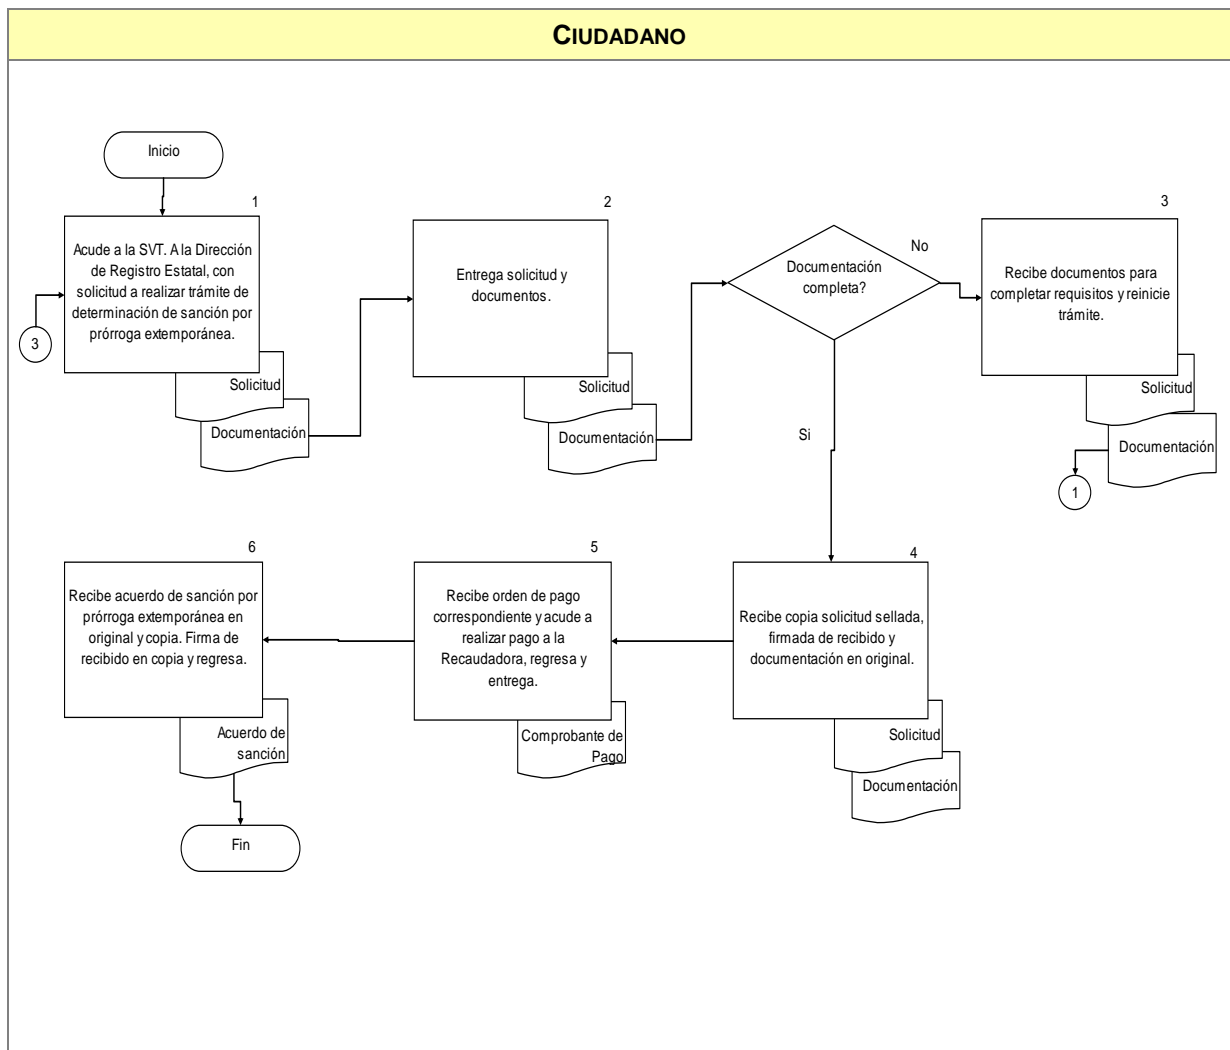 CIUDADANO
Inicio
1
Acude a la SVT. A la Dirección
de Registro Estatal, con
solicitud a realizar trámite de
determinación de sanción por
prórroga extemporánea.
3
Solicitud
Documentación
2
Entrega solicitud y
documentos.
Solicitud
Documentación
Documentación
completa?
No
Si
3
Recibe documentos para
completar requisitos y reinicie
trámite.
Solicitud
Documentación
1
4
Recibe copia solicitud sellada,
firmada de recibido y
documentación en original.
Solicitud
Documentación
5
Recibe orden de pago
correspondiente y acude a
realizar pago a la
Recaudadora, regresa y
entrega.
Comprobante de
Pago
6
Recibe acuerdo de sanción por
prórroga extemporánea en
original y copia. Firma de
recibido en copia y regresa.
Acuerdo de
sanción
Fin